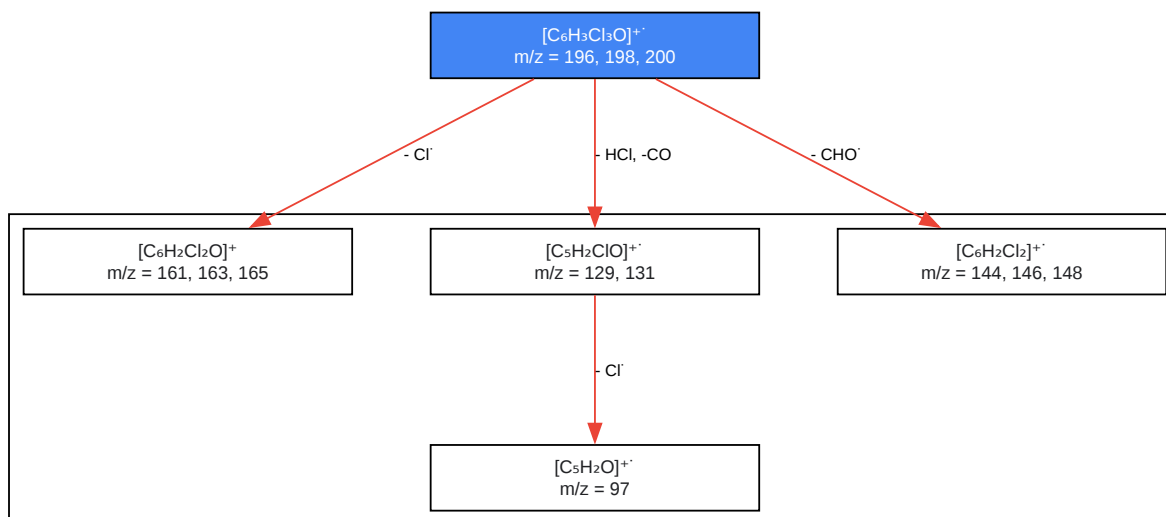 [C₆H₃Cl₃O]⁺˙
m/z = 196, 198, 200
- Cl˙
- HCl, -CO
- CHO˙
[C₆H₂Cl₂O]⁺
m/z = 161, 163, 165
[C₅H₂ClO]⁺˙
m/z = 129, 131
[C₆H₂Cl₂]⁺˙
m/z = 144, 146, 148
- Cl˙
[C₅H₂O]⁺˙
m/z = 97